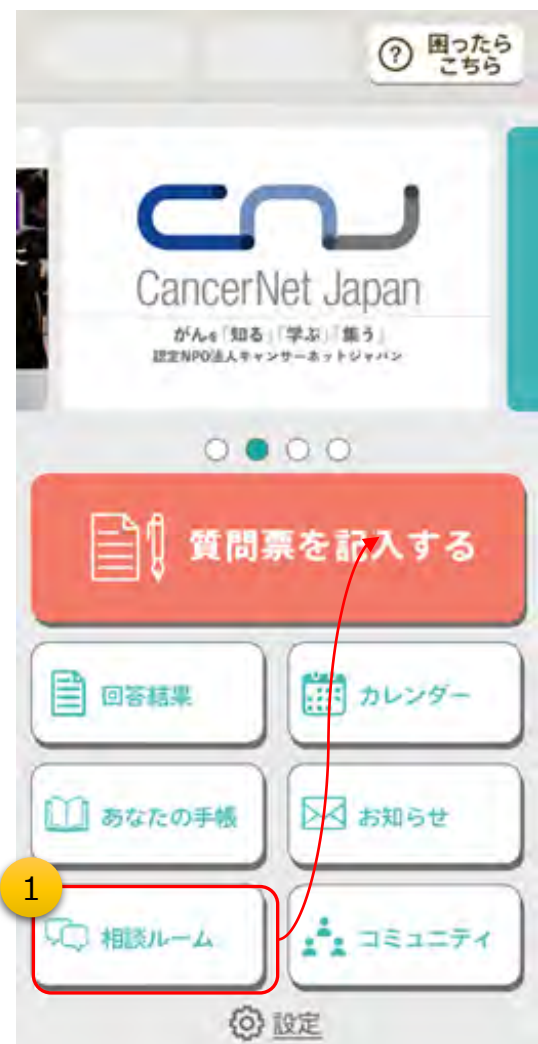 困ったら
こちら
CancerNet Japan
がんを「知る」「学ぶ」「集う」
認定NPO法人キャンサーネットジャパン
質問票を記入する
回答結果
カレンダー
あなたの手帳
お知らせ
1
相談ルーム
コミュニティ
設定